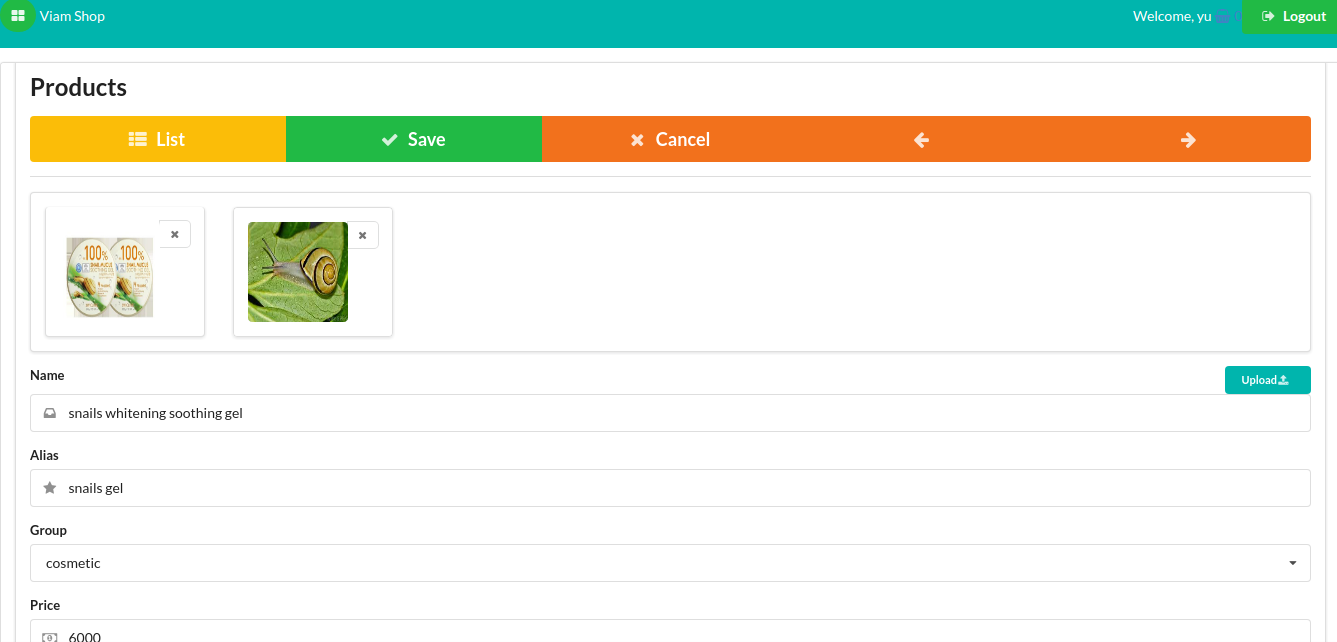 Viam Shop
Welcome, yu
Logout
Products
List
Save
Cancel
100%
100%
Name
Upload
snails whitening soothing gel
Alias
snails gel
Group
cosmetic
Price
6000